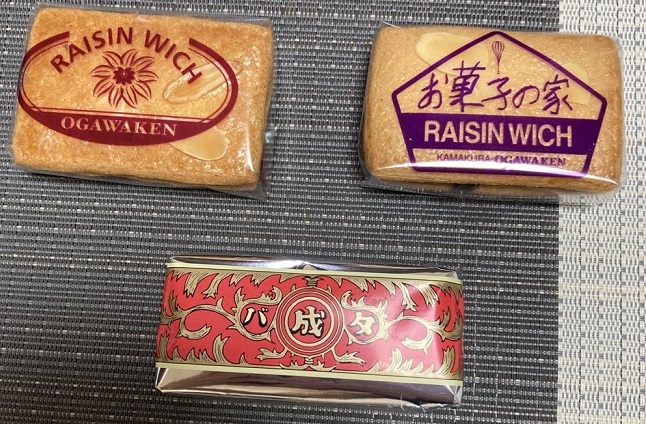 RAISIN WICH
OGAWAKEN
お菓子の家
RAISIN WICH
KAMAKURA·OGAWAKEN
バ成タ